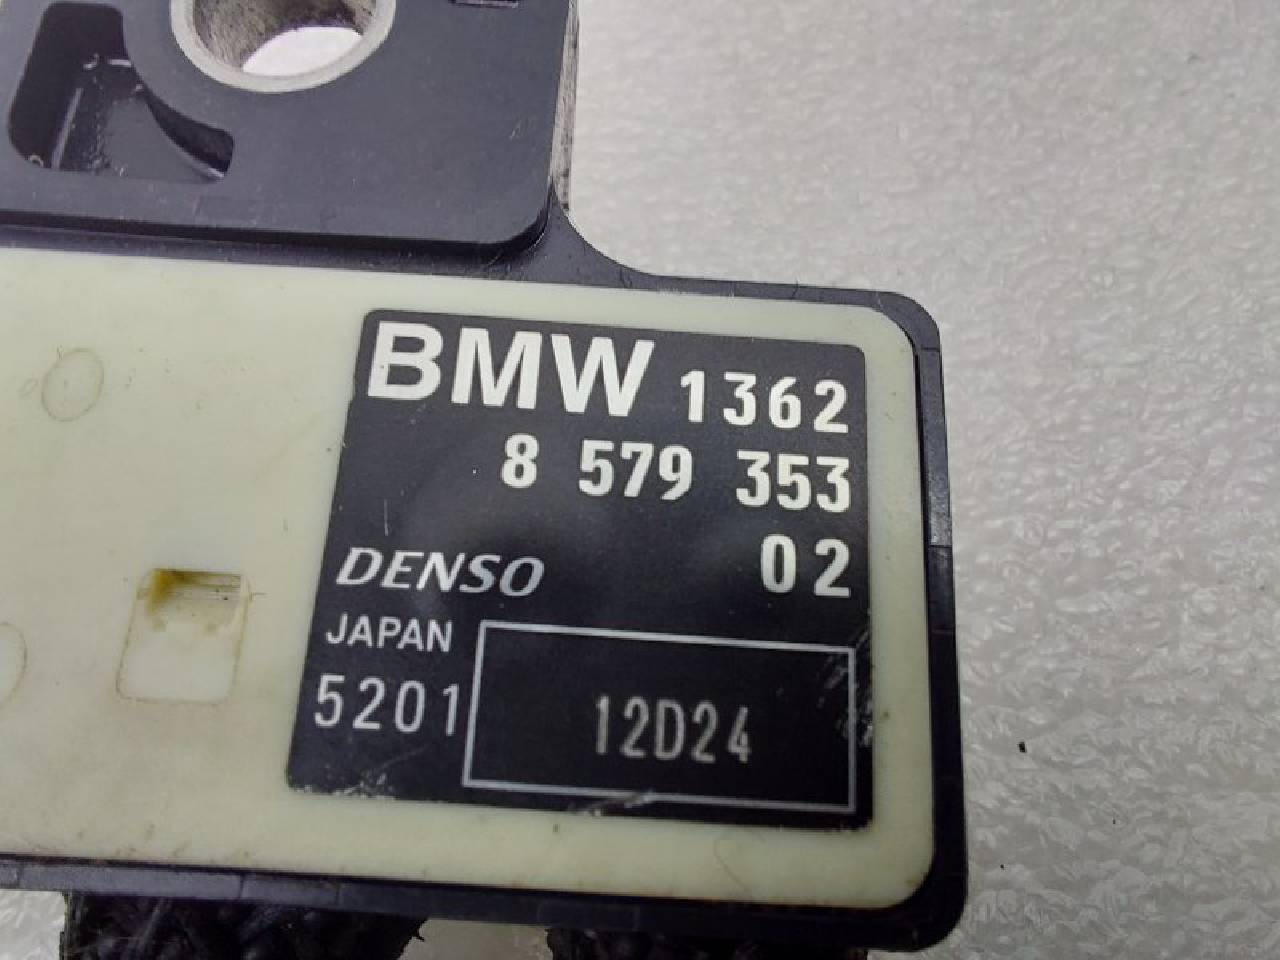 BMW 1362
8 579 353
02
DENSO
JAPAN
5201
12D24